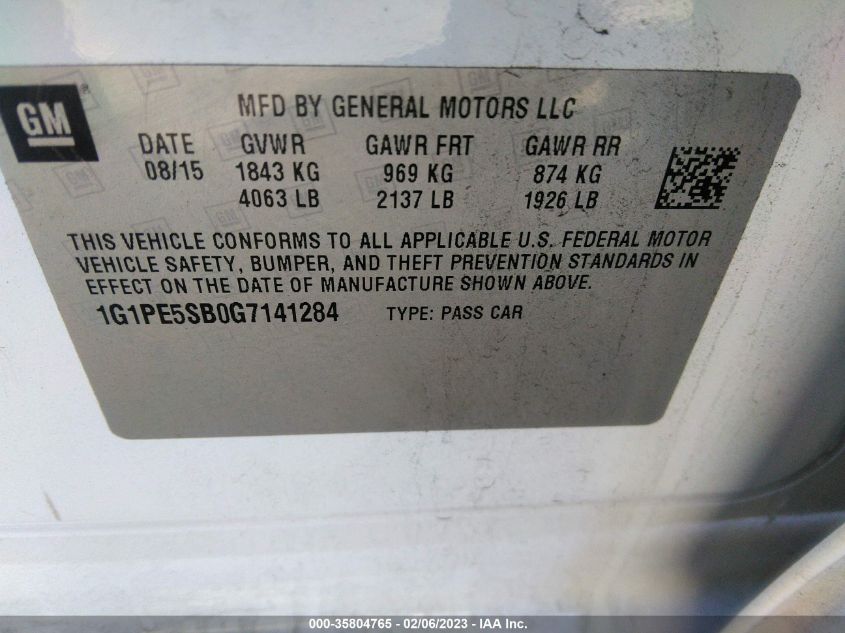 GM
MFD BY GENERAL MOTORS LLC
DATE GVWR GAWR FRT GAWR RR
08/15 1843 KG 969 KG 874 KG
4063 LB 2137 LB 1926 LB
THIS VEHICLE CONFORMS TO ALL APPLICABLE U.S. FEDERAL MOTOR
VEHICLE SAFETY, BUMPER, AND THEFT PREVENTION STANDARDS IN
EFFECT ON THE DATE OF MANUFACTURE SHOWN ABOVE.
1G1PE5SB0G7141284 TYPE: PASS CAR
000-35804765 - 02/06/2023 - © IAA Inc.